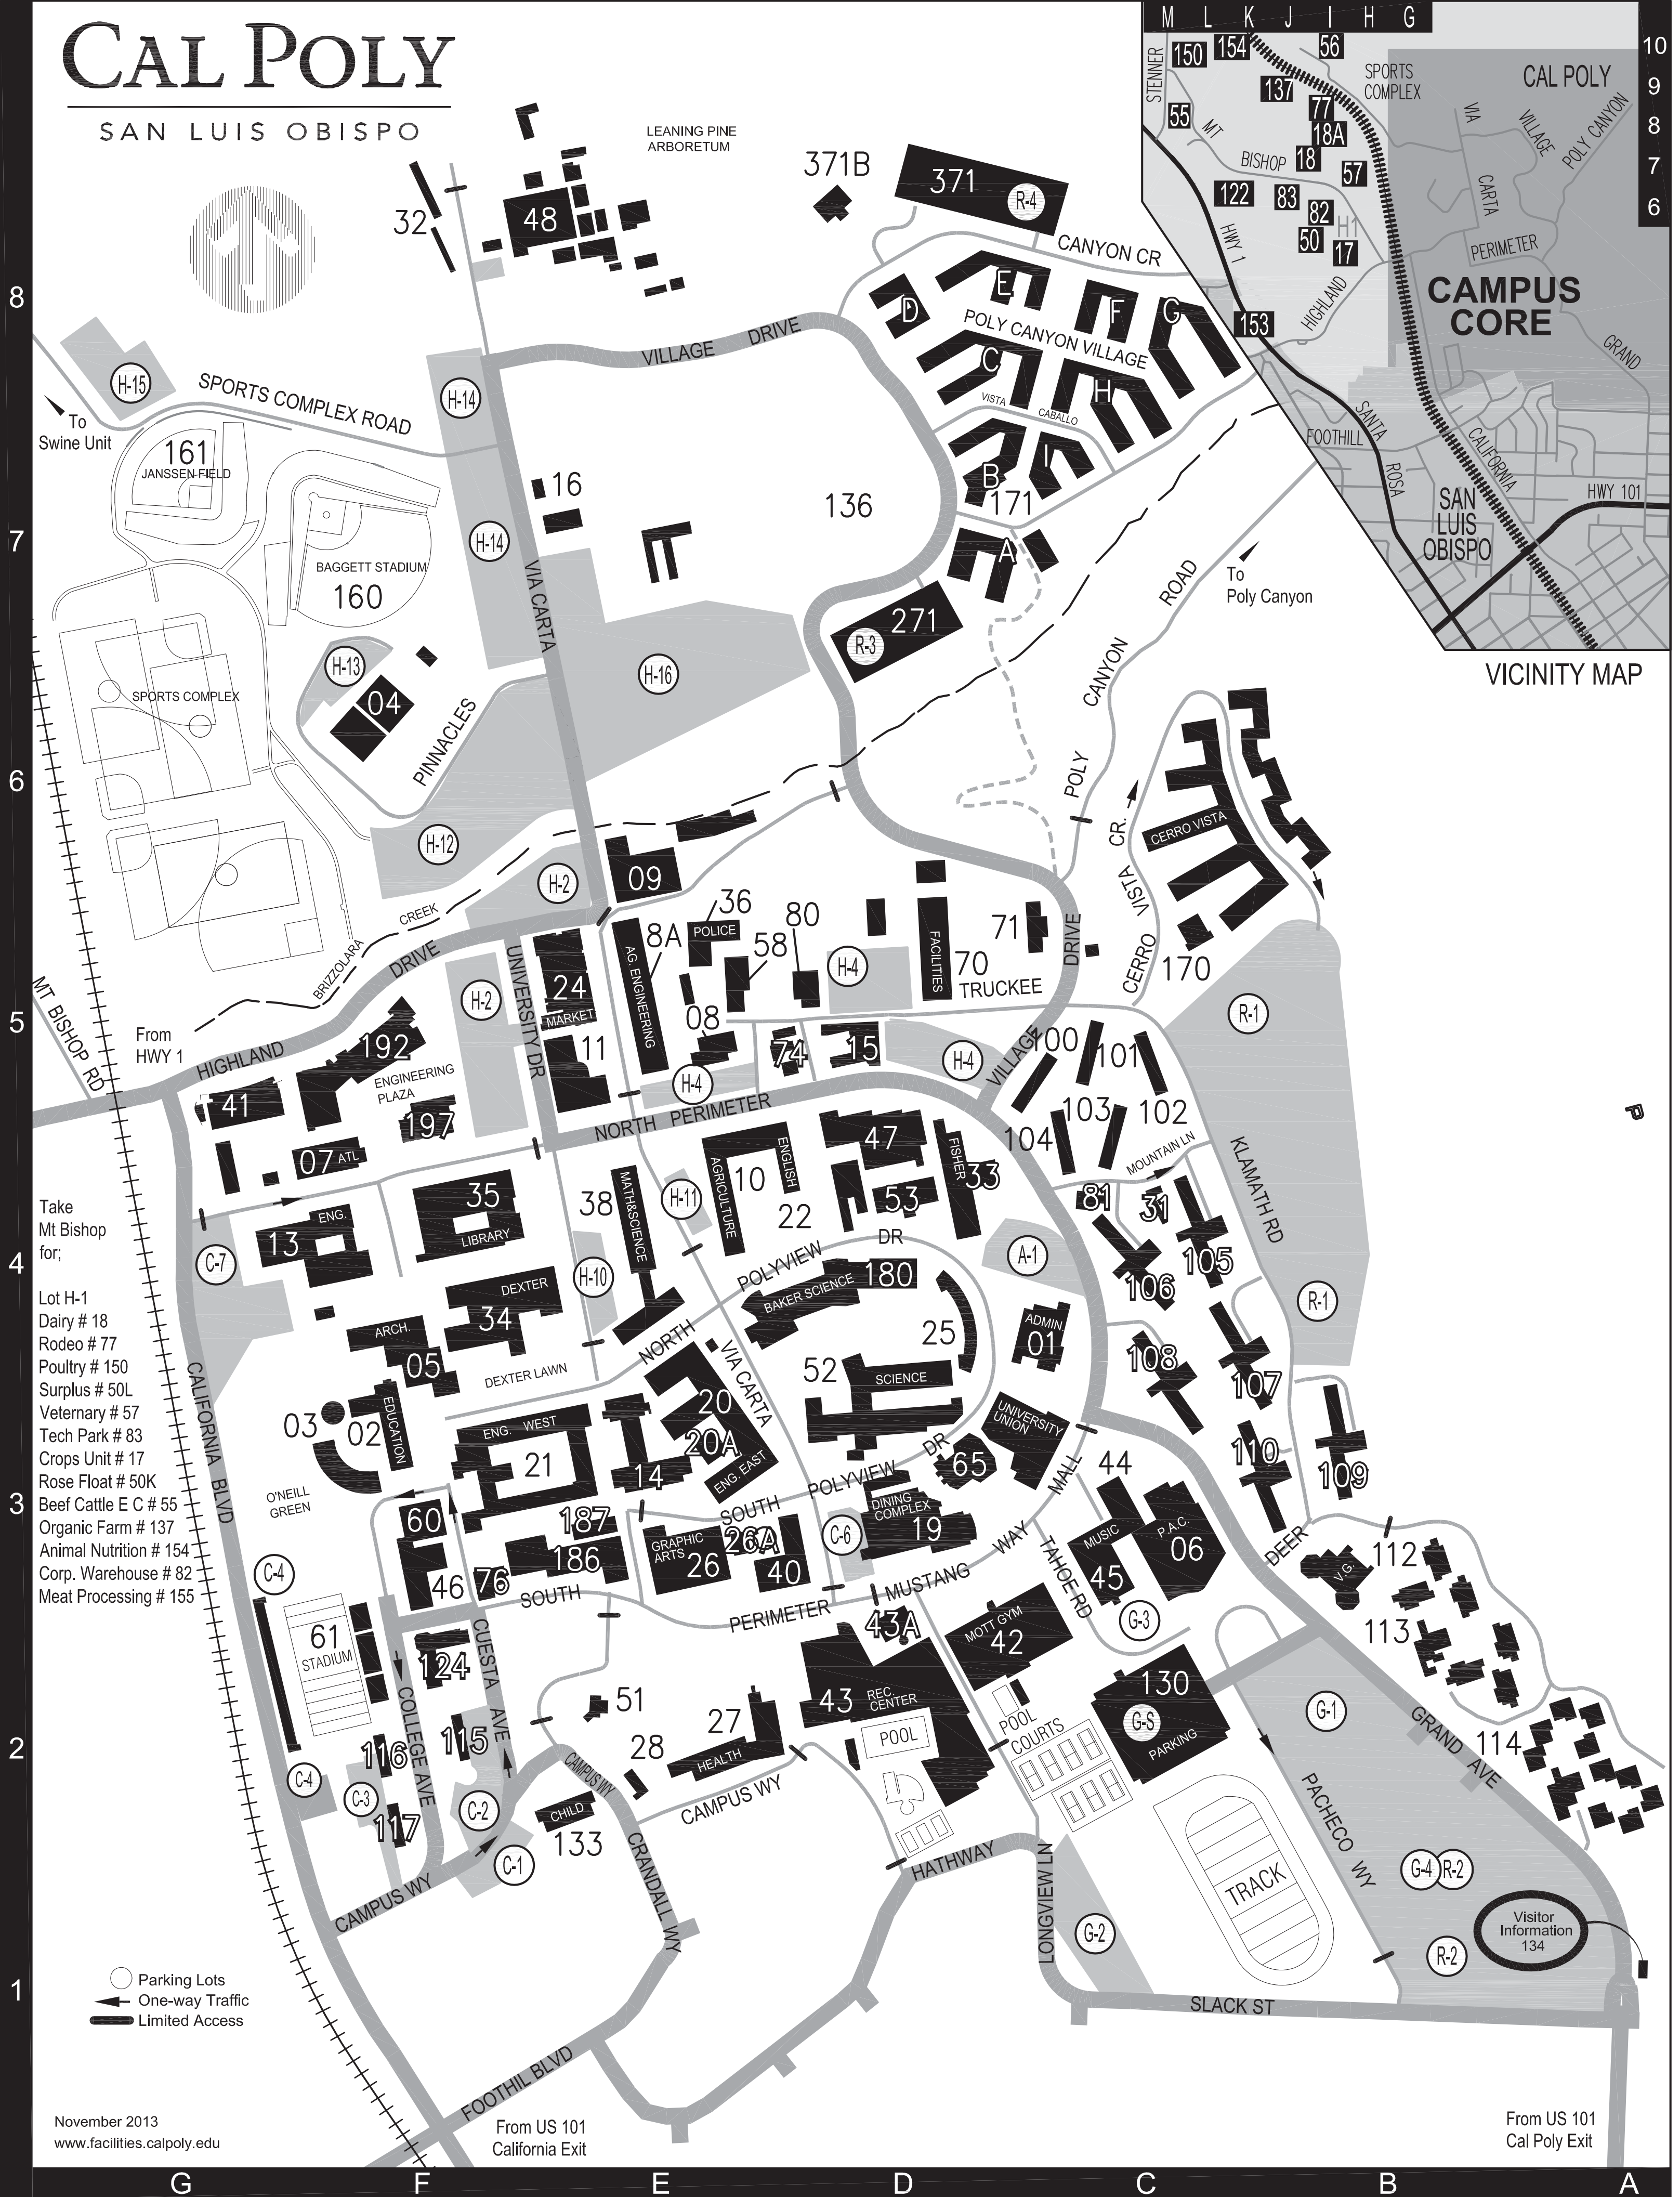 CAL POLY
SAN LUIS OBISPO
LEANING PINE
ARBORETUM
32
48
371B
371
R-4
CANYON CR
D
E
F
G
POLY CANYON VILLAGE
C
H
VISTA
CABALLO
B
I
171
A
M L K J I H G
10
9
8
7
6
STENNER
150
154
56
SPORTS
COMPLEX
CAL POLY
137
77
55
MT
18A
BISHOP
18
57
122
83
82
H1
50
17
HWY 1
HIGHLAND
153
VIA
CARTA
VILLAGE
POLY CANYON
PERIMETER
CAMPUS
CORE
GRAND
SANTA
ROSA
FOOTHILL
CALIFORNIA
SAN
LUIS
OBISPO
HWY 101
VICINITY MAP
8
7
6
5
4
3
2
1
H-15
To
Swine Unit
SPORTS COMPLEX ROAD
H-14
VILLAGE DRIVE
161
JANSSEN FIELD
16
136
H-14
BAGGETT STADIUM
160
VIA CARTA
271
R-3
To
Poly Canyon
POLY CANYON ROAD
H-13
H-16
SPORTS COMPLEX
04
PINNACLES
H-12
H-2
09
CERRO VISTA
CERRO VISTA CR.
170
BRIZZOLARA CREEK
MT BISHOP RD
From
HWY 1
HIGHLAND DRIVE
H-2
UNIVERSITY DR
24
MARKET
11
8A
AG. ENGINEERING
36
POLICE
58
80
08
H-4
FACILITIES
70
71
TRUCKEE
VILLAGE DRIVE
R-1
74
15
H-4
H-4
100
101
102
103
104
192
ENGINEERING
PLAZA
197
41
07 ATL
NORTH PERIMETER
MOUNTAIN LN
KLAMATH RD
P
Take
Mt Bishop
for;
Lot H-1
Dairy # 18
Rodeo # 77
Poultry # 150
Surplus # 50L
Veternary # 57
Tech Park # 83
Crops Unit # 17
Rose Float # 50K
Beef Cattle E C # 55
Organic Farm # 137
Animal Nutrition # 154
Corp. Warehouse # 82
Meat Processing # 155
C-7
ENG.
13
35
LIBRARY
38
MATH&SCIENCE
H-11
AGRICULTURE
10
ENGLISH
22
47
53
FISHER
33
81
31
105
106
H-10
DEXTER
34
POLYVIEW DR
BAKER SCIENCE
180
A-1
R-1
ARCH.
05
DEXTER LAWN
NORTH
VIA CARTA
25
ADMIN.
01
52
SCIENCE
108
107
CALIFORNIA BLVD
03
02
EDUCATION
ENG. WEST
21
20
20A
ENG. EAST
14
UNIVERSITY
UNION
65
POLYVIEW DR
MALL
44
110
109
O'NEILL
GREEN
60
187
186
SOUTH
GRAPHIC
ARTS
26
26A
40
C-6
DINING
COMPLEX
19
MUSTANG WAY
TAHOE RD
MUSIC
45
P.A.C.
06
DEER
V.G.
112
113
C-4
46
76
SOUTH PERIMETER
43A
MOTT GYM
42
G-3
61
STADIUM
124
CUESTA AVE
51
43
REC.
CENTER
POOL
POOL
COURTS
130
G-S
PARKING
G-1
GRAND AVE
114
COLLEGE AVE
116
115
27
HEALTH
28
CAMPUS WY
CAMPUS WY
C-4
C-3
117
C-2
CHILD
133
C-1
CRANDALL WY
HATHWAY
LONGVIEW LN
TRACK
PACHECO WY
G-4
R-2
CAMPUS WY
G-2
R-2
Visitor
Information
134
SLACK ST
Parking Lots
One-way Traffic
Limited Access
FOOTHIL BLVD
November 2013
www.facilities.calpoly.edu
From US 101
California Exit
From US 101
Cal Poly Exit
G F E D C B A